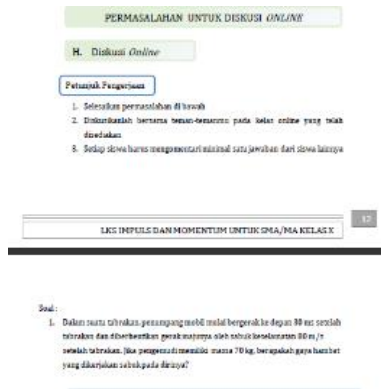 PERMASALAHAN UNTUK DISKUSI ONLINE
H. Diskusi Online
Petunjuk Pengerjaan
1. Selesaikan permasalahan di bawah
2. Diskusikanlah bersama teman-temanmu pada kelas online yang telah
disediakan
3. Setiap siswa harus mengomentari minimal satu jawaban dari siswa lainnya
12
LKS IMPULS DAN MOMENTUM UNTUK SMA/MA KELAS X
Soal :
1. Dalam suatu tabrakan, penumpang mobil mulai bergerak ke depan 80 ms setelah
tabrakan dan diberhentikan gerak majunya oleh sabuk keselamatan
setelah tabrakan. Jika pengemudi memiliki massa 70 kg, berapakah gaya hambat
yang dikerjakan sabuk pada dirinya?